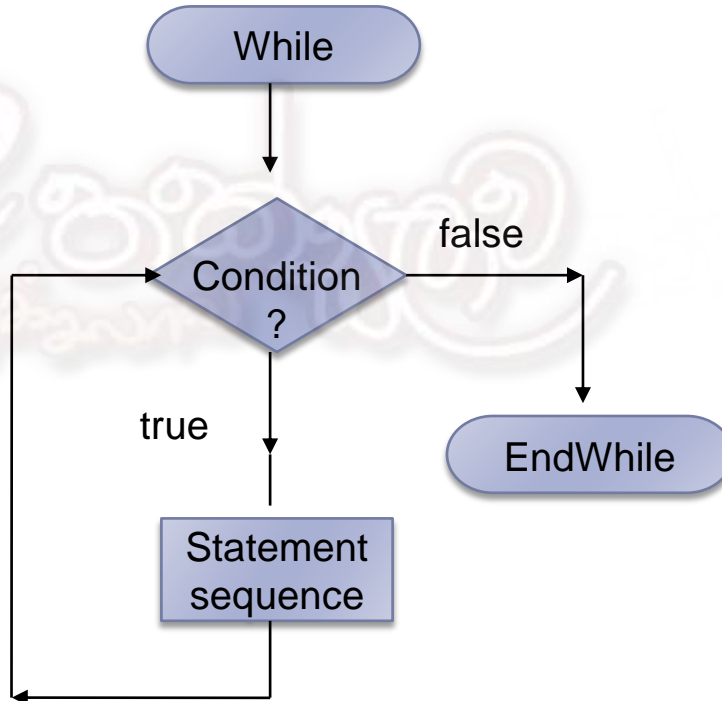 While
Condition
?
false
true
EndWhile
Statement
sequence